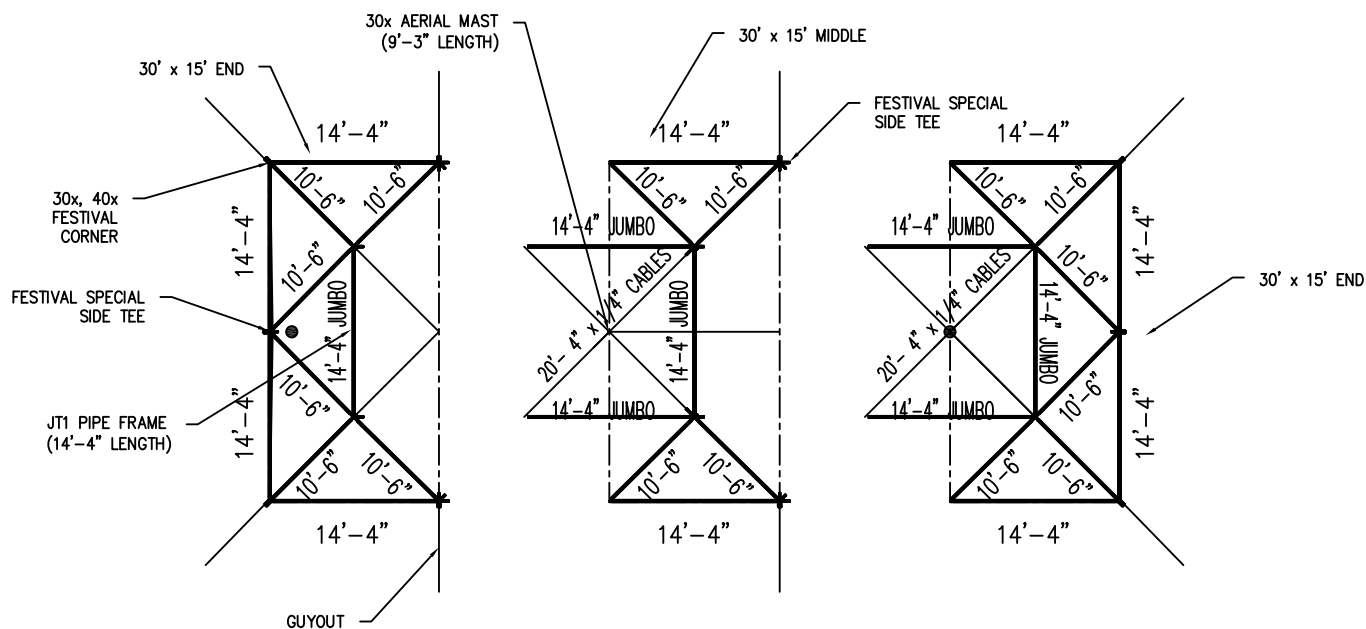 30x AERIAL MAST
(9'-3" LENGTH)
30' x 15' MIDDLE
30' x 15' END
FESTIVAL SPECIAL
SIDE TEE
14'-4"
14'-4"
14'-4"
10'-6"
10'-6"
10'-6"
10'-6"
10'-6"
10'-6"
30x, 40x
FESTIVAL
CORNER
14'-4"
10'-6"
14'-4" JUMBO
14'-4" JUMBO
10'-6"
14'-4"
FESTIVAL SPECIAL
SIDE TEE
14'-4" JUMBO
20'- 4" x 1/4" CABLES
14'-4" JUMBO
20'- 4" x 1/4" CABLES
14'-4" JUMBO
30' x 15' END
JT1 PIPE FRAME
(14'-4" LENGTH)
14'-4"
10'-6"
14'-4" JUMBO
14'-4" JUMBO
10'-6"
14'-4"
10'-6"
10'-6"
10'-6"
10'-6"
10'-6"
10'-6"
14'-4"
14'-4"
14'-4"
GUYOUT